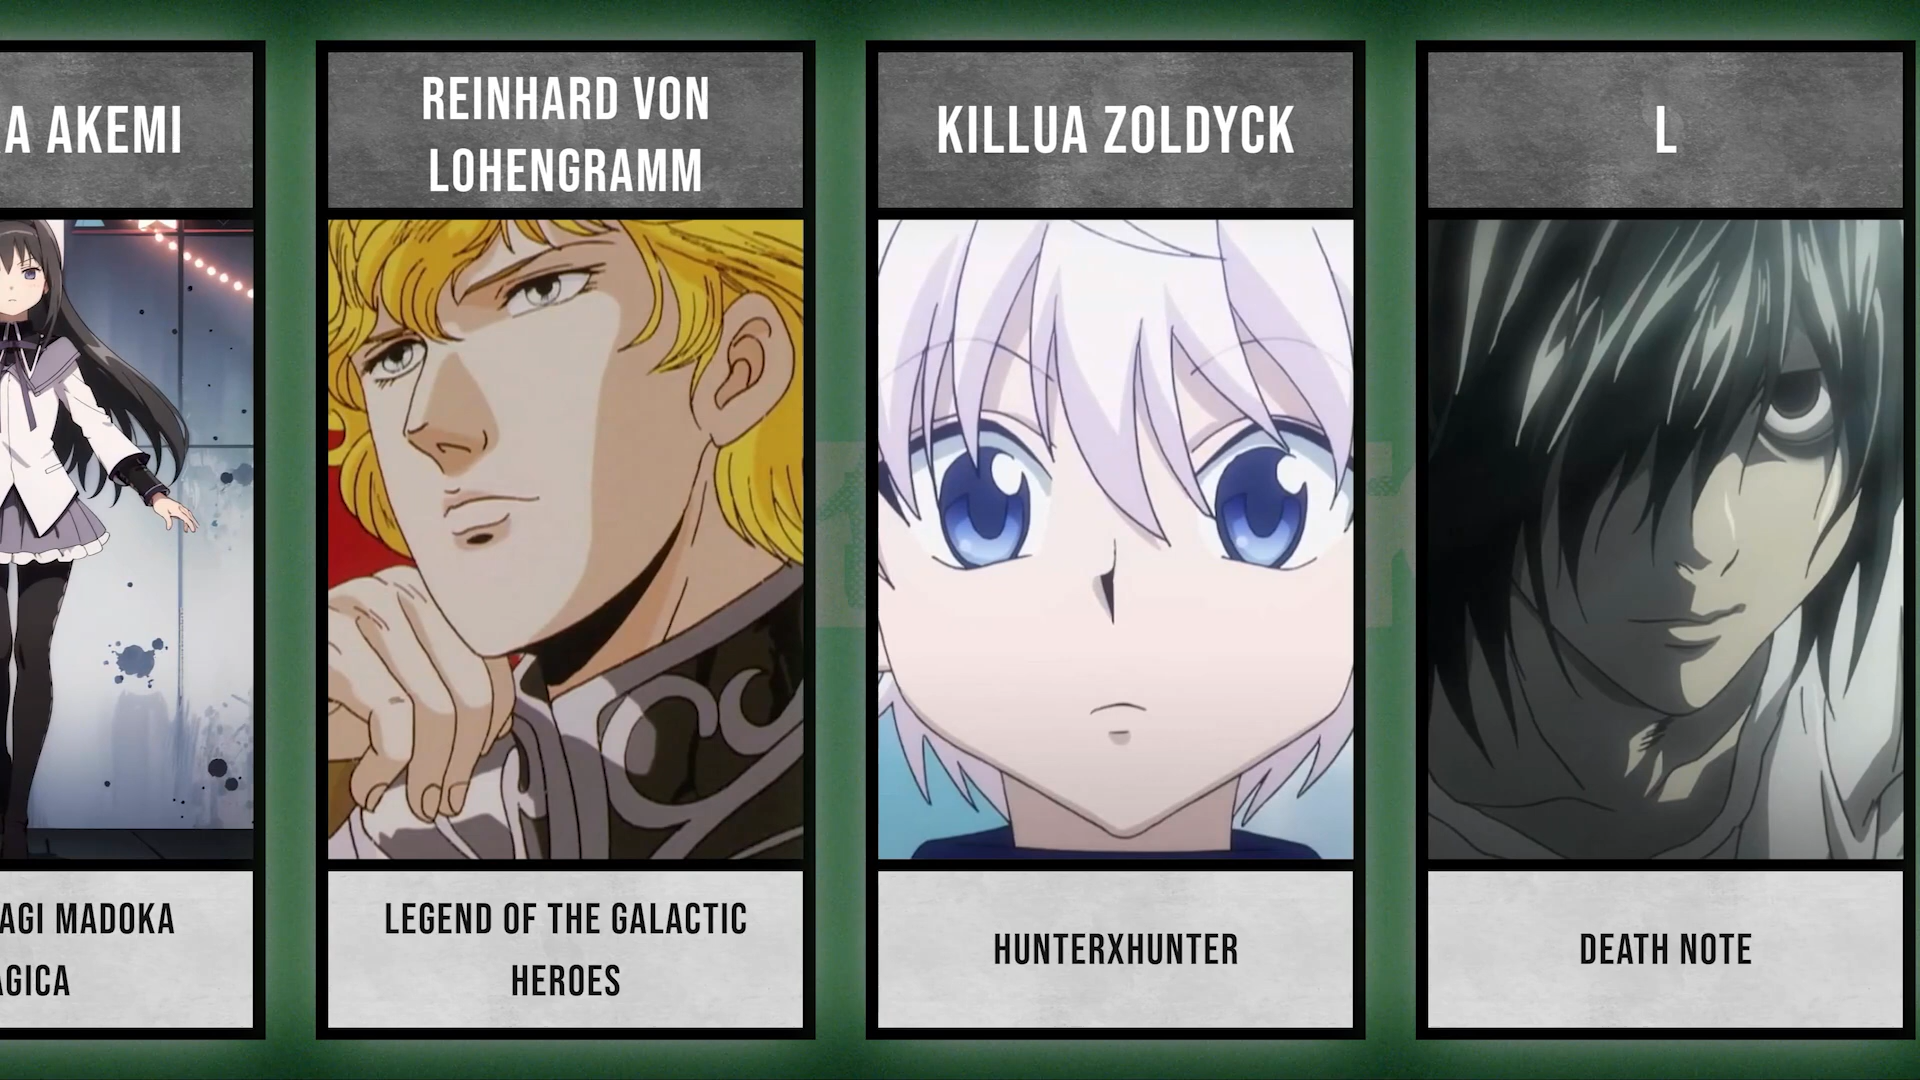 A AKEMI
AGI MADOKA
AGICA
REINHARD VON
LOHENGRAMM
LEGEND OF THE GALACTIC
HEROES
KILLUA ZOLDYCK
HUNTERXHUNTER
L
DEATH NOTE